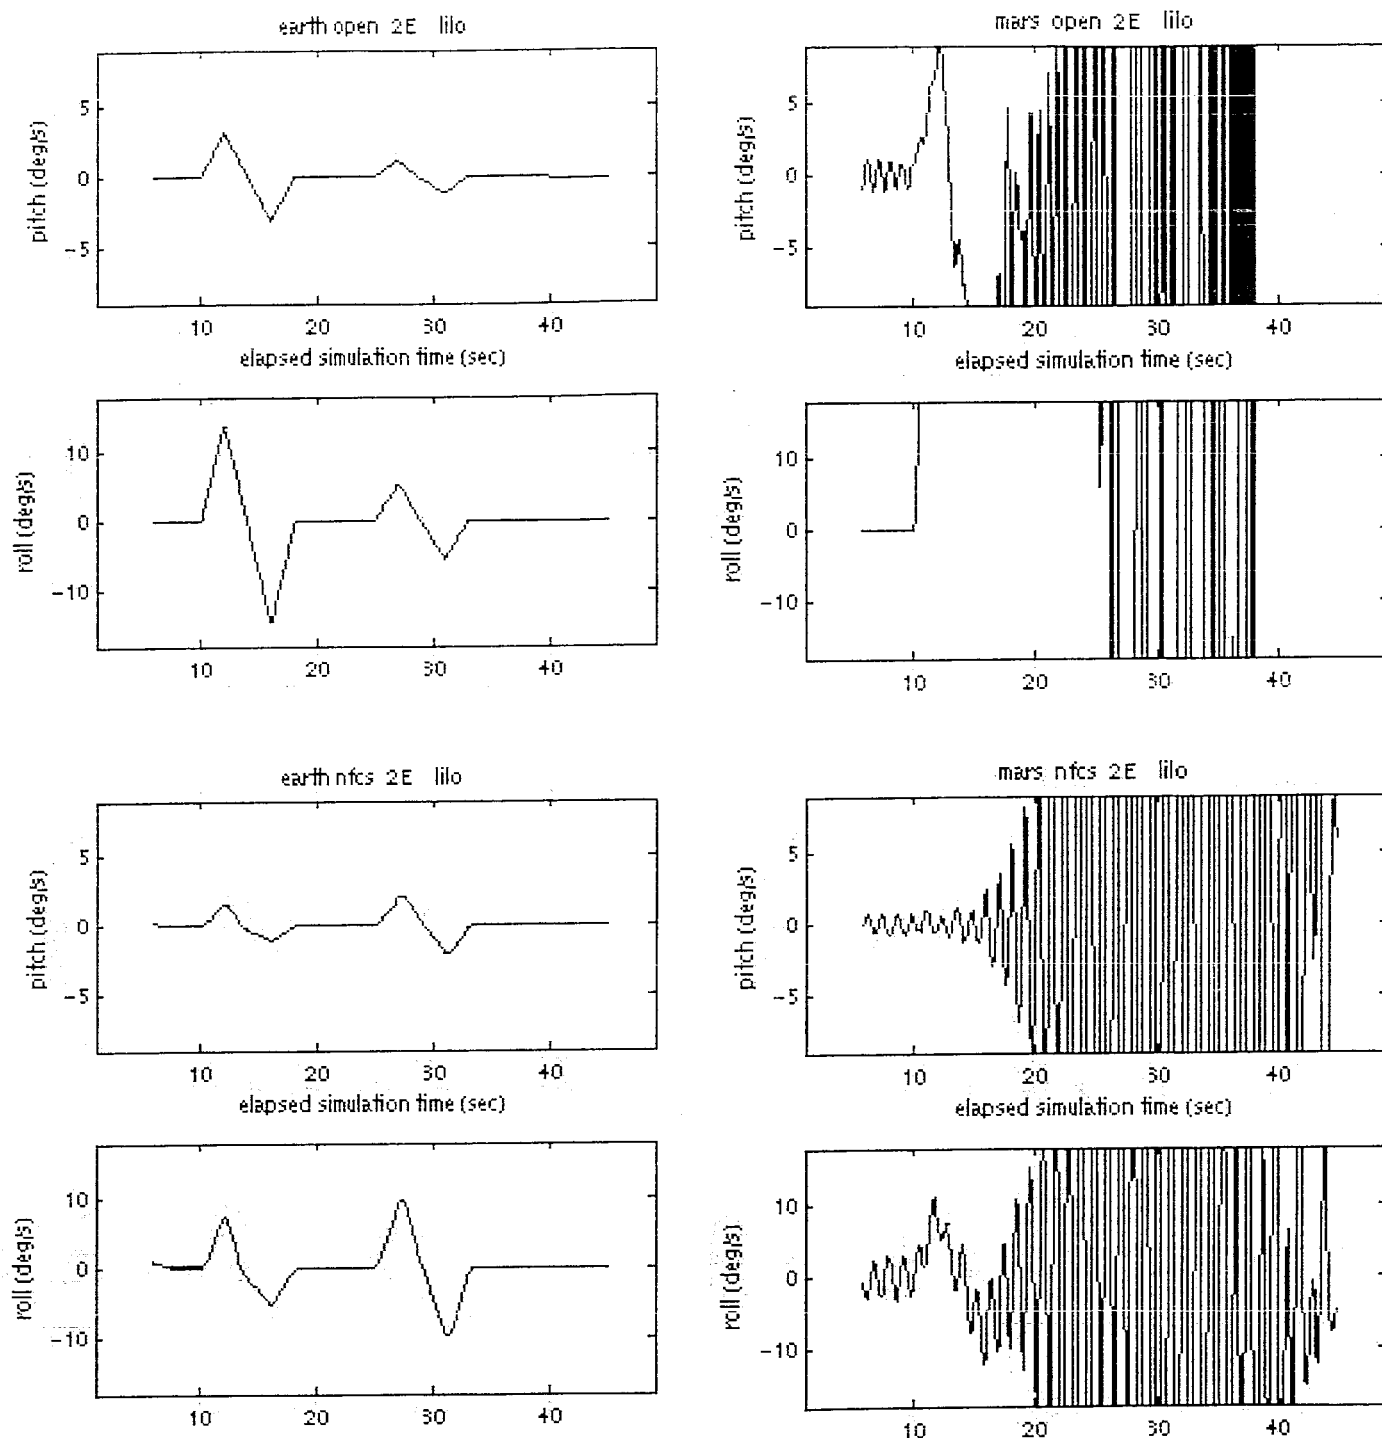 earth open 2E lilo
5
0
−5
pitch (deg/s)
10 20 30 40
elapsed simulation time (sec)
10
0
−10
roll (deg/s)
10 20 30 40
mars open 2E lilo
5
0
−5
pitch (deg/s)
10 20 30 40
elapsed simulation time (sec)
10
0
−10
roll (deg/s)
10 20 30 40
earth nfcs 2E lilo
5
0
−5
pitch (deg/s)
10 20 30 40
elapsed simulation time (sec)
10
0
−10
roll (deg/s)
10 20 30 40
mars nfcs 2E lilo
5
0
−5
pitch (deg/s)
10 20 30 40
elapsed simulation time (sec)
10
0
−10
roll (deg/s)
10 20 30 40